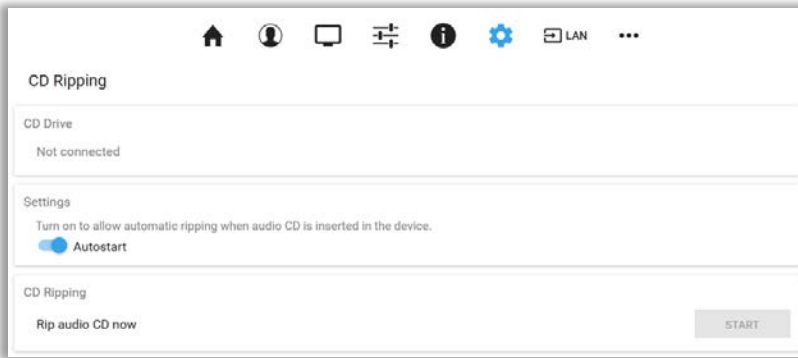 LAN
CD Ripping
CD Drive
Not connected
Settings
Turn on to allow automatic ripping when audio CD is inserted in the device.
Autostart
CD Ripping
Rip audio CD now
START